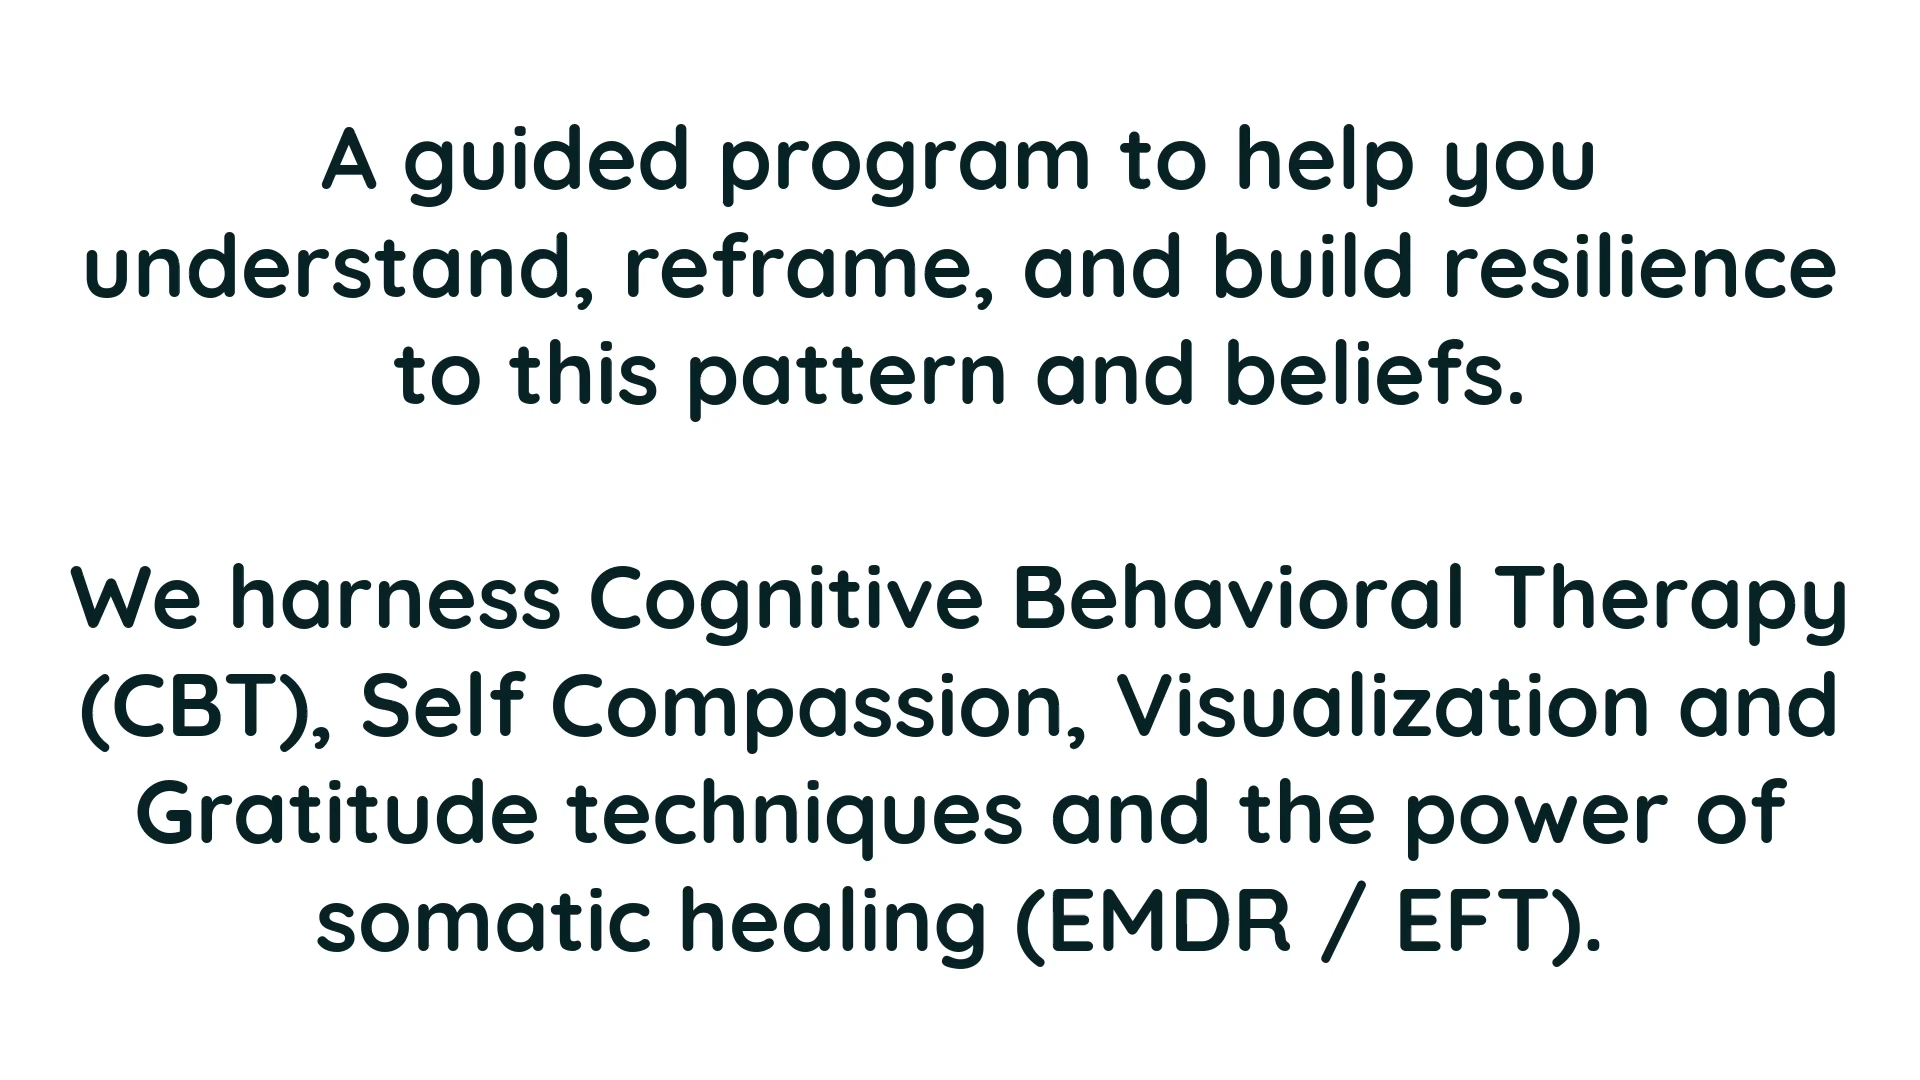 A guided program to help you
understand, reframe, and build resilience
to this pattern and beliefs.
We harness Cognitive Behavioral Therapy
(CBT), Self Compassion, Visualization and
Gratitude techniques and the power of
somatic healing (EMDR / EFT).